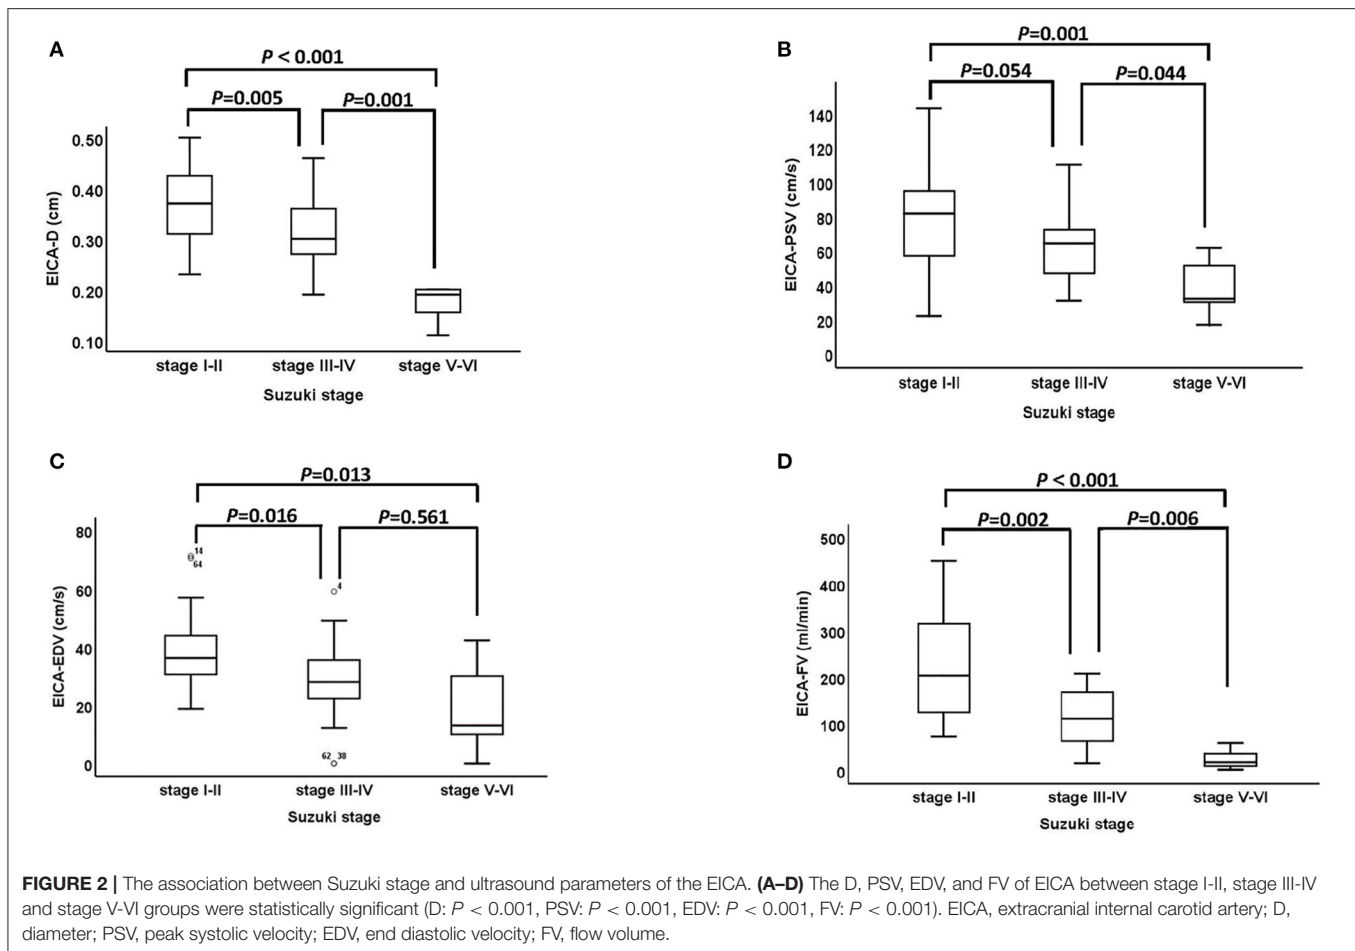 A
P < 0.001
P=0.005
P=0.001
0.50
0.40
0.30
0.20
0.10
EICA-D (cm)
stage I-II
stage III-IV
stage V-VI
Suzuki stage
B
P=0.001
P=0.054
P=0.044
140
120
100
80
60
40
20
0
EICA-PSV (cm/s)
stage I-II
stage III-IV
stage V-VI
Suzuki stage
C
P=0.013
P=0.016
P=0.561
80
60
40
20
0
EICA-EDV (cm/s)
14
64
4
62 38
stage I-II
stage III-IV
stage V-VI
Suzuki stage
D
P < 0.001
P=0.002
P=0.006
500
400
300
200
100
0
EICA-FV (ml/min)
stage I-II
stage III-IV
stage V-VI
Suzuki stage
FIGURE 2 | The association between Suzuki stage and ultrasound parameters of the EICA. (A–D) The D, PSV, EDV, and FV of EICA between stage I-II, stage III-IV
and stage V-VI groups were statistically significant (D: P < 0.001, PSV: P < 0.001, EDV: P < 0.001, FV: P < 0.001). EICA, extracranial internal carotid artery; D,
diameter; PSV, peak systolic velocity; EDV, end diastolic velocity; FV, flow volume.